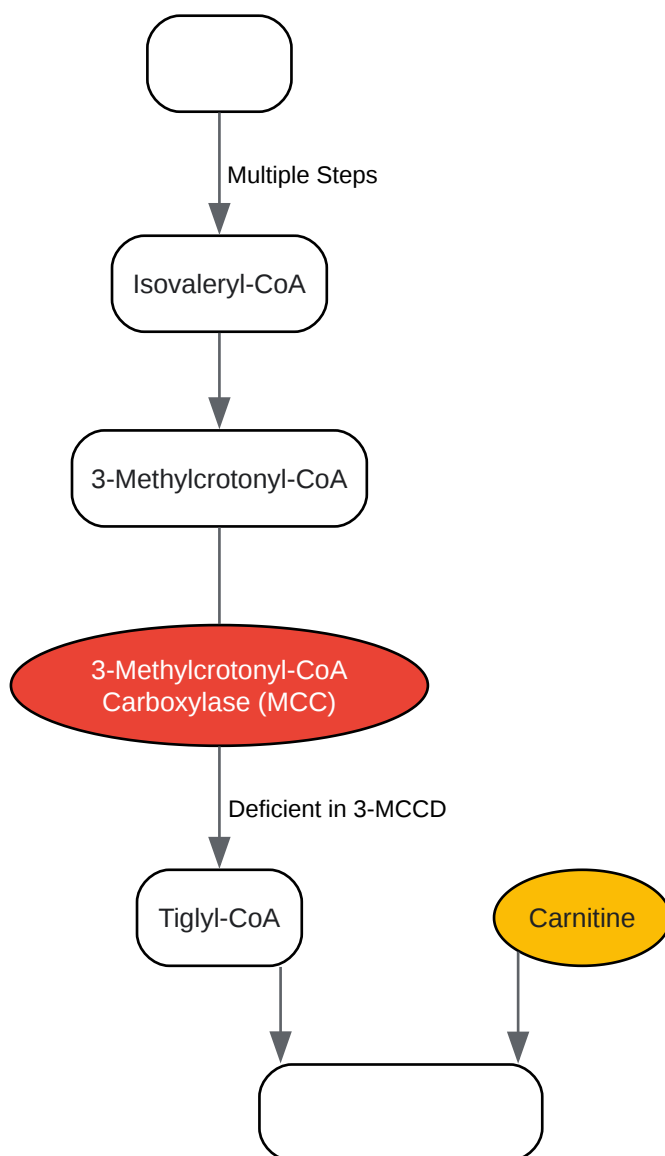 Multiple Steps
Isovaleryl-CoA
3-Methylcrotonyl-CoA
3-Methylcrotonyl-CoA
Carboxylase (MCC)
Deficient in 3-MCCD
Tiglyl-CoA
Carnitine